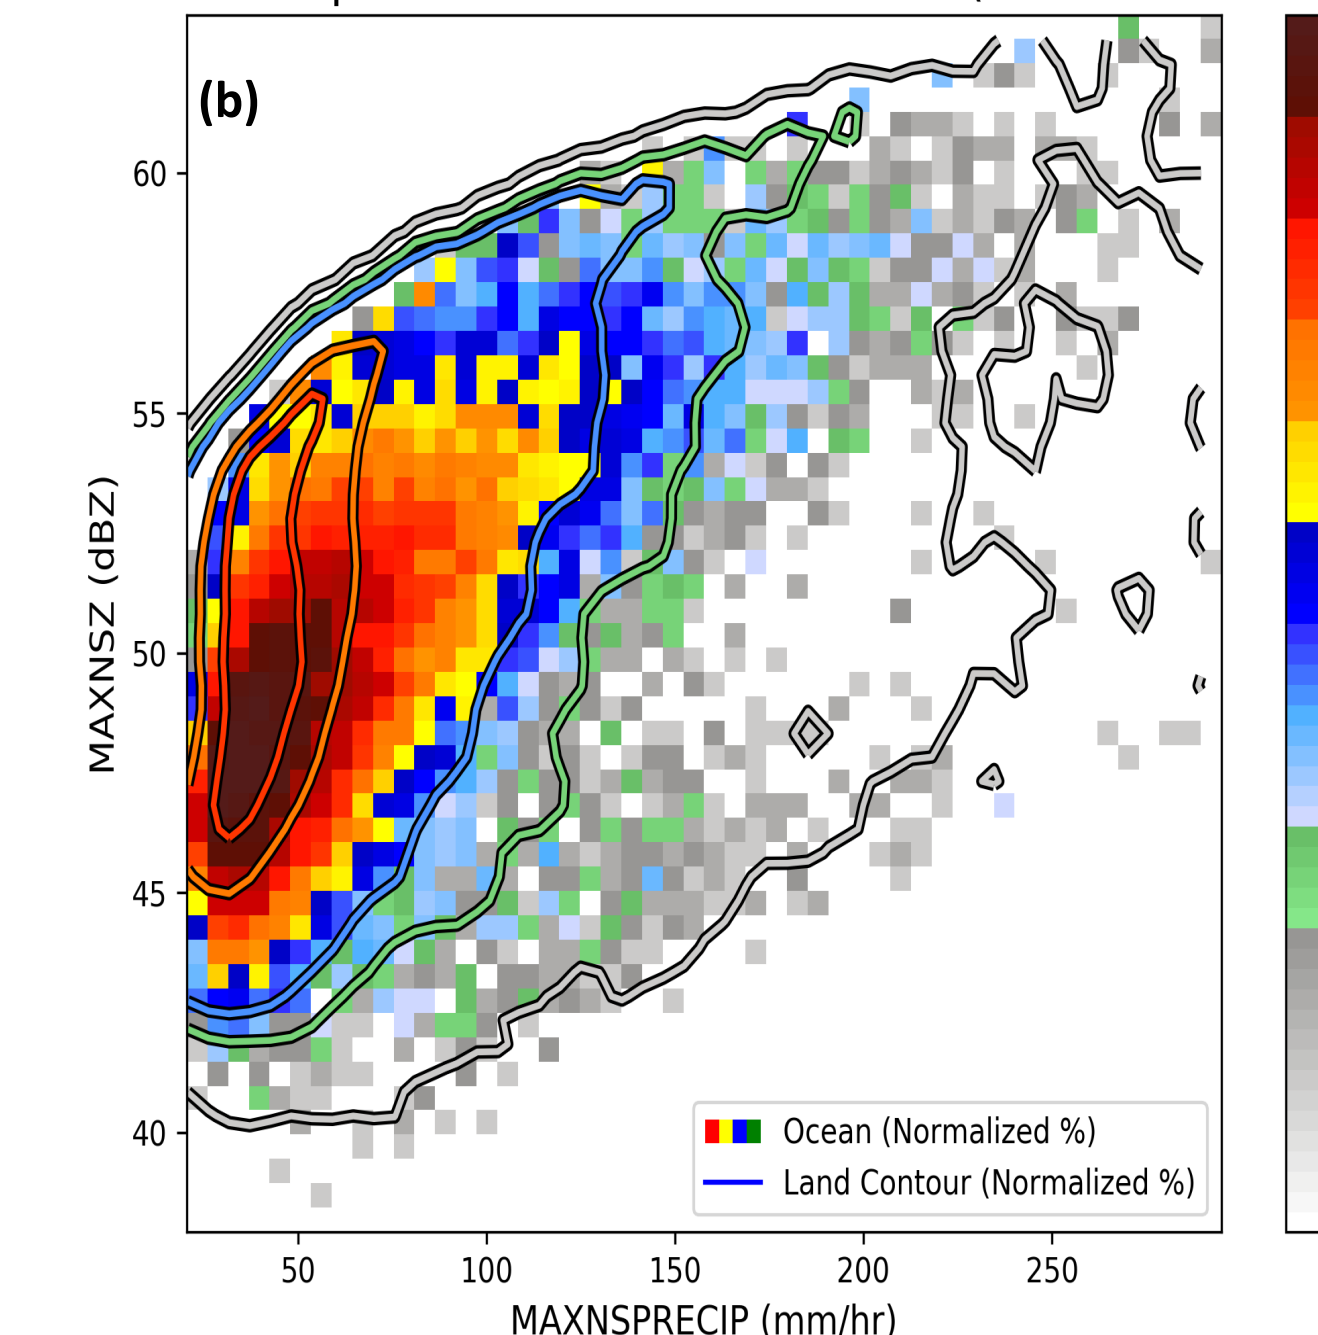 (b)
60
55
50
45
40
MAXNSZ (dBZ)
Ocean (Normalized %)
Land Contour (Normalized %)
50 100 150 200 250
MAXNSPRECIP (mm/hr)